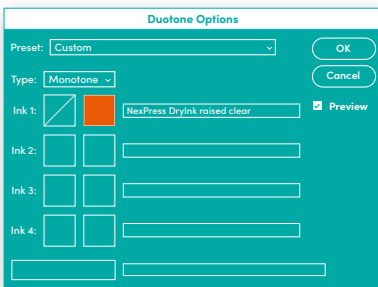 Duotone Options
Preset: Custom
OK
Type: Monotone
Cancel
Ink 1: NexPress DryInk raised clear
Preview
Ink 2:
Ink 3:
Ink 4: